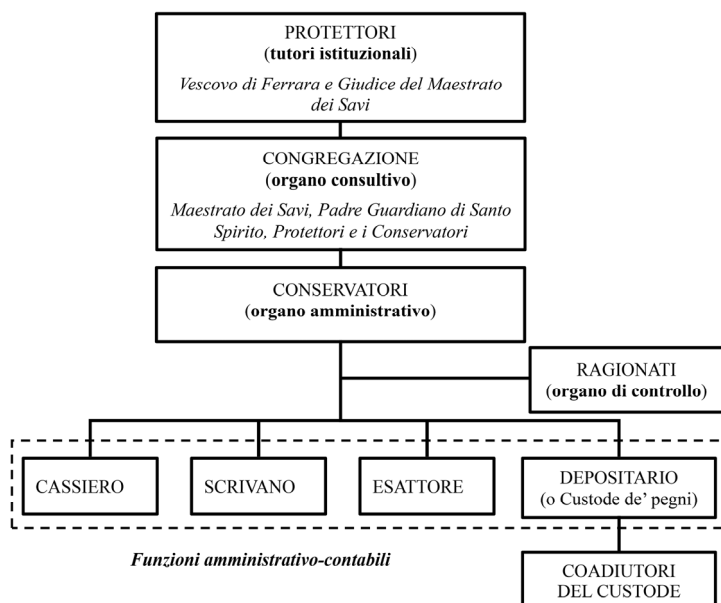 PROTETTORI
(tutori istituzionali)
Vescovo di Ferrara e Giudice del Maestrato
dei Savi
CONGREGAZIONE
(organo consultivo)
Maestrato dei Savi, Padre Guardiano di Santo
Spirito, Protettori e i Conservatori
CONSERVATORI
(organo amministrativo)
RAGIONATI
(organo di controllo)
CASSIERO
SCRIVANO
ESATTORE
DEPOSITARIO
(o Custode de’ pegni)
Funzioni amministrativo-contabili
COADIUTORI
DEL CUSTODE